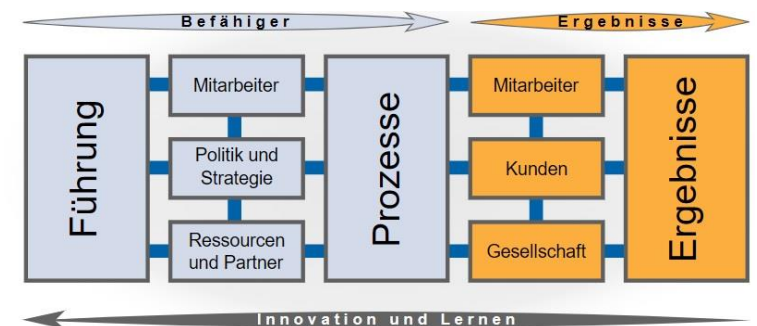 Befähiger
Ergebnisse
Führung
Mitarbeiter
Politik und
Strategie
Ressourcen
und Partner
Prozesse
Mitarbeiter
Kunden
Gesellschaft
Ergebnisse
Innovation und Lernen